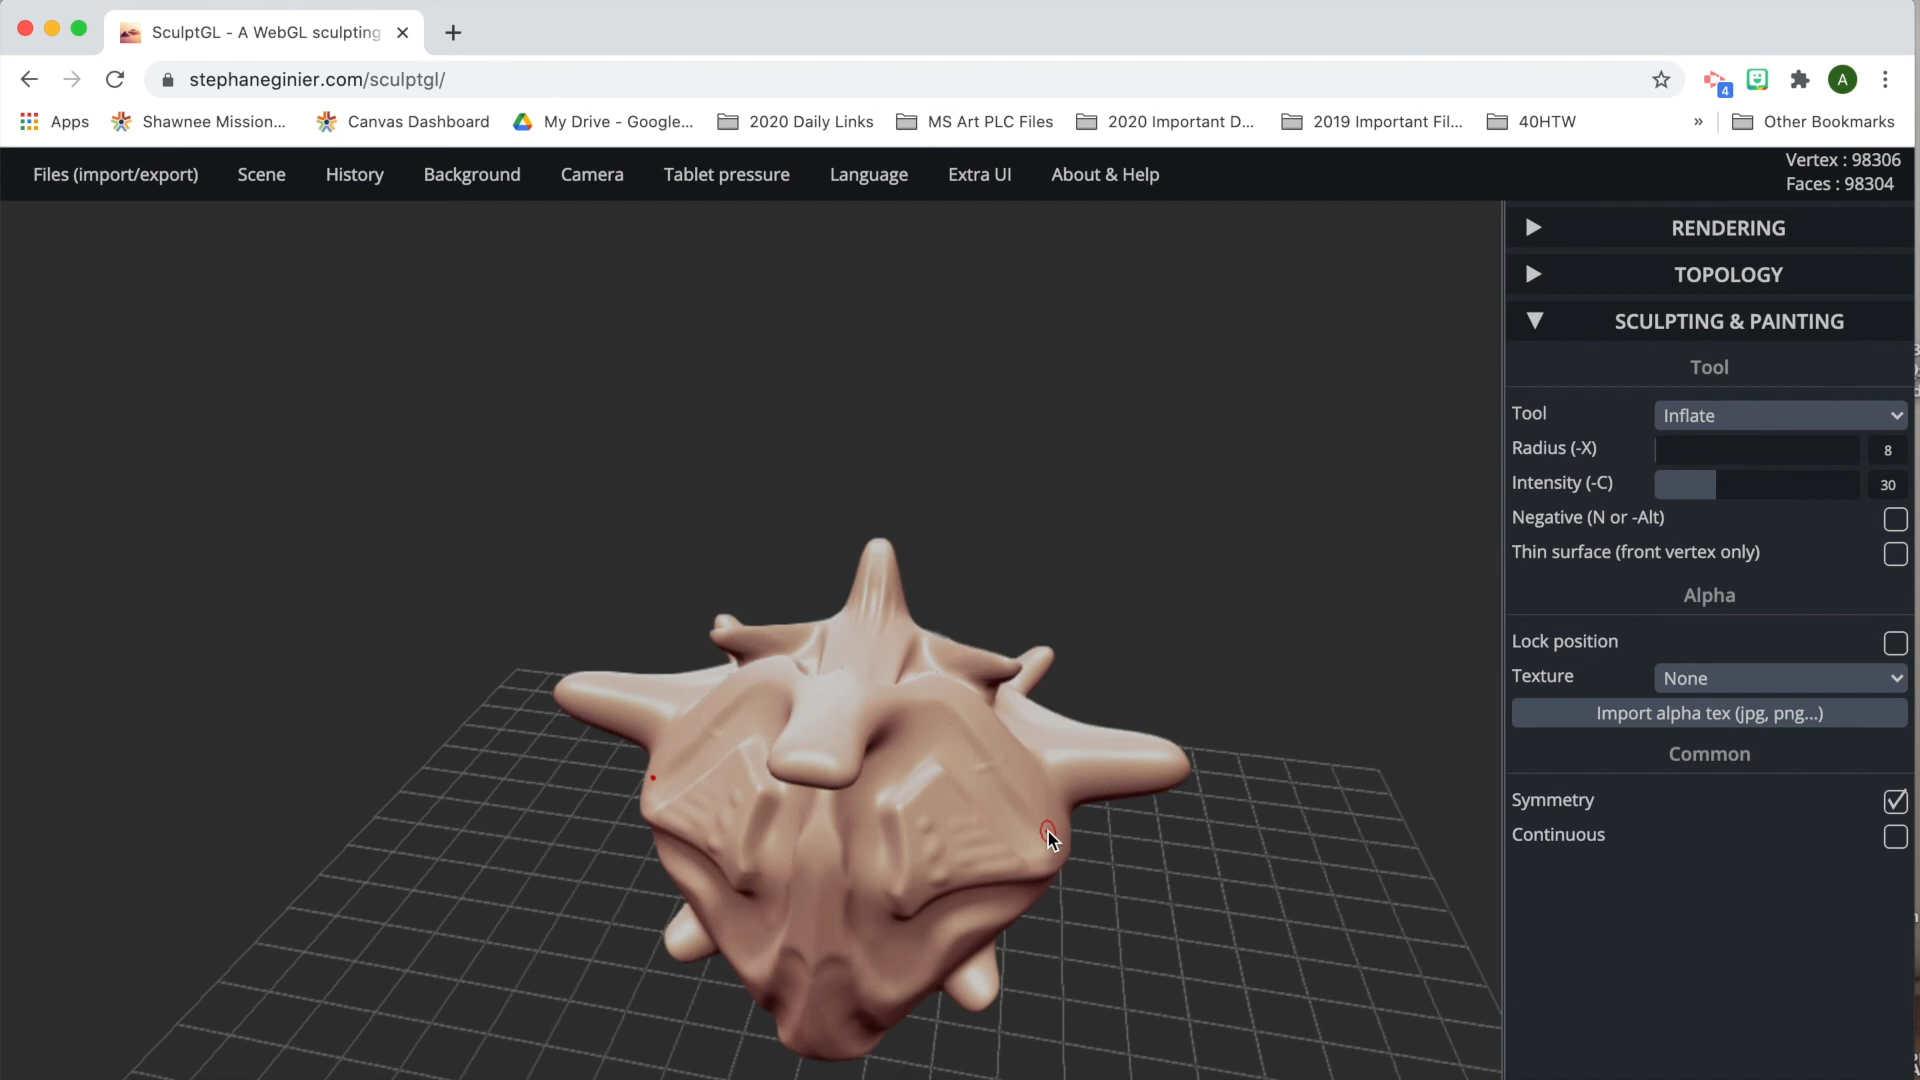 SculptGL - A WebGL sculpting
stephaneginier.com/sculptgl/
4
A
Apps
Shawnee Mission...
Canvas Dashboard
My Drive - Google...
2020 Daily Links
MS Art PLC Files
2020 Important D...
2019 Important Fil...
40HTW
»
Other Bookmarks
Files (import/export)
Scene
History
Background
Camera
Tablet pressure
Language
Extra UI
About & Help
Vertex : 98306
Faces : 98304
RENDERING
TOPOLOGY
SCULPTING & PAINTING
Tool
Tool
Inflate
Radius (-X)
8
Intensity (-C)
30
Negative (N or -Alt)
Thin surface (front vertex only)
Alpha
Lock position
Texture
None
Import alpha tex (jpg, png...)
Common
Symmetry
Continuous